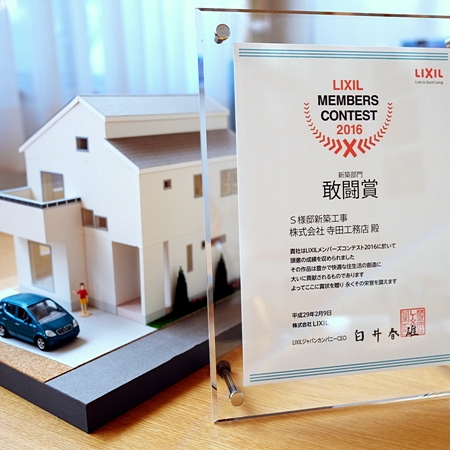 LIXIL
Link to Good Living
LIXIL
MEMBERS
CONTEST
2016
新築部門
敢闘賞
S様邸新築工事
株式会社 寺田工務店 殿
貴社はLIXILメンバーズコンテスト2016に於いて
頭書の成績を収められました
その作品は豊かで快適な住生活の創造に
大いに貢献されるものであります
よってここに賞状を贈り永くその栄誉を讃えます
平成29年2月9日
株式会社 LIXIL
LIXILジャパンカンパニーCEO 白井春雄